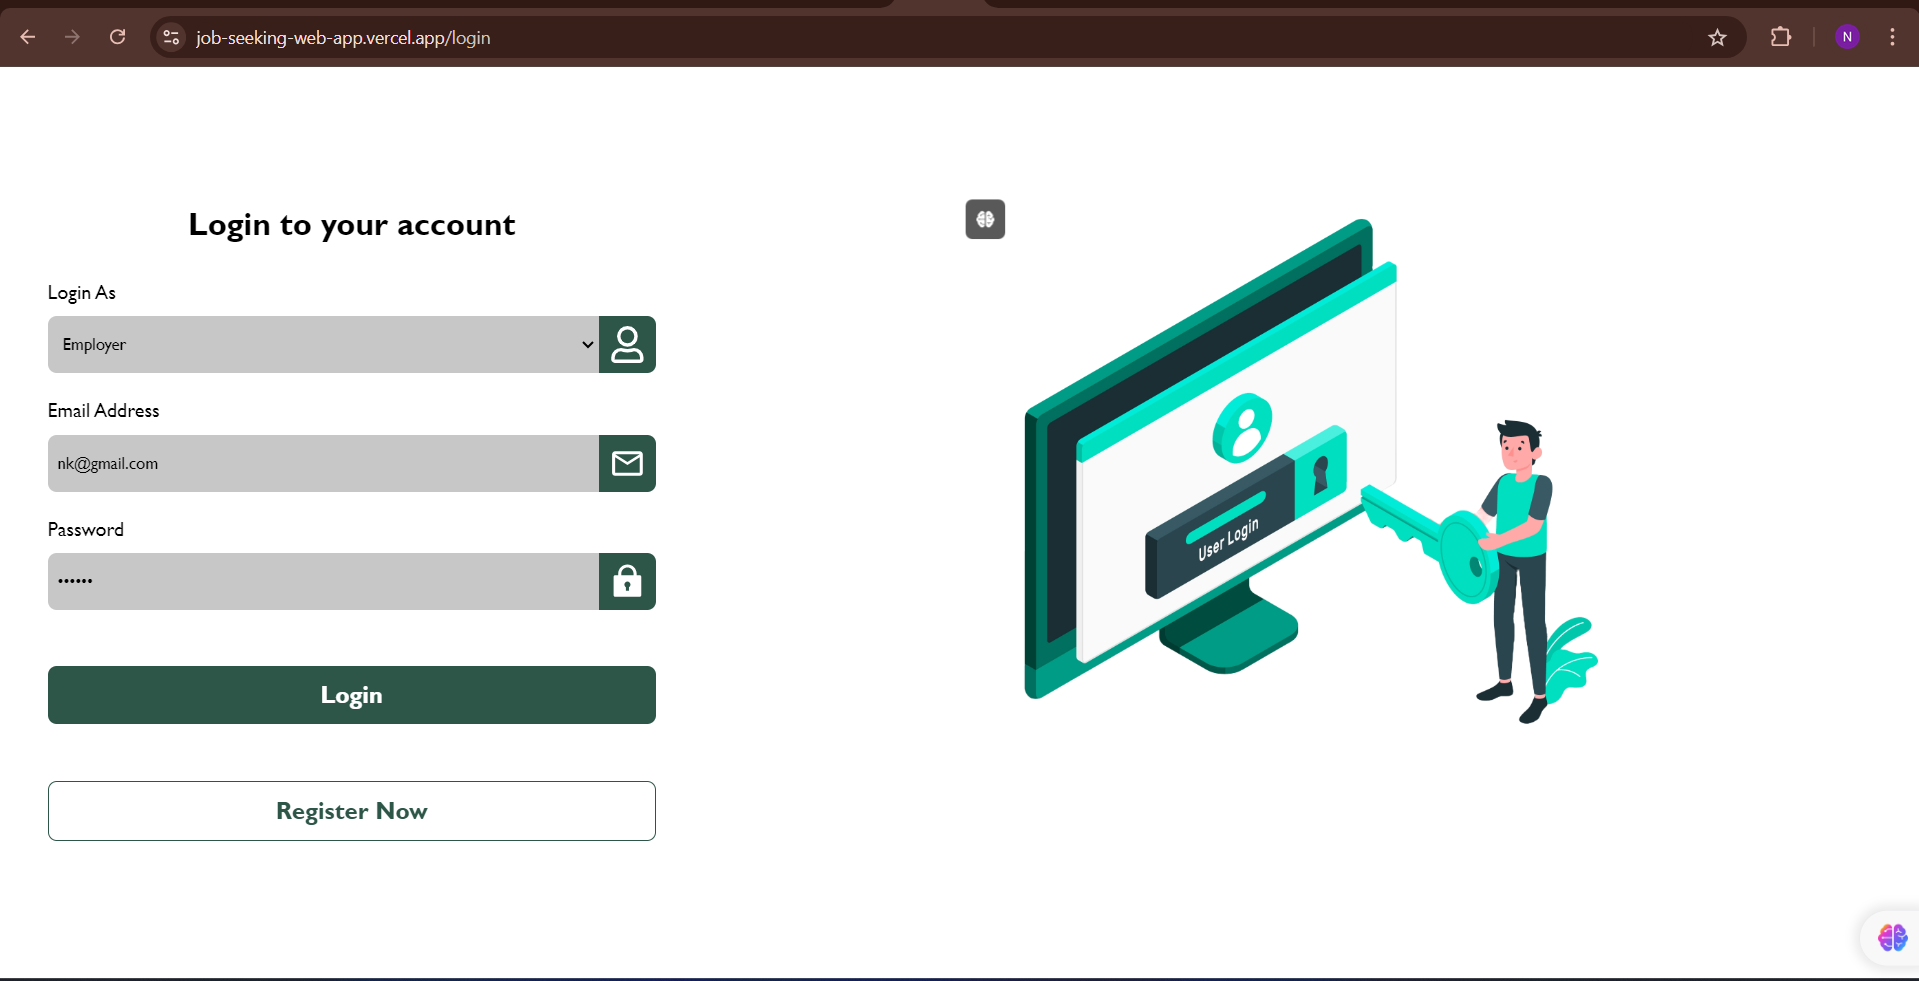 job-seeking-web-app.vercel.app/login
N
Login to your account
Login As
Employer
Email Address
nk@gmail.com
Password
••••••
Login
Register Now
User Login